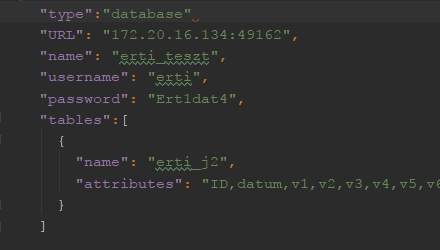 "type":"database"
"URL": "172.20.16.134:49162",
"name": "erti_teszt",
"username": "erti",
"password": "Ert1dat4",
"tables":[
{
"name": "erti_j2",
"attributes": "ID,datum,v1,v2,v3,v4,v5,v6
}
]